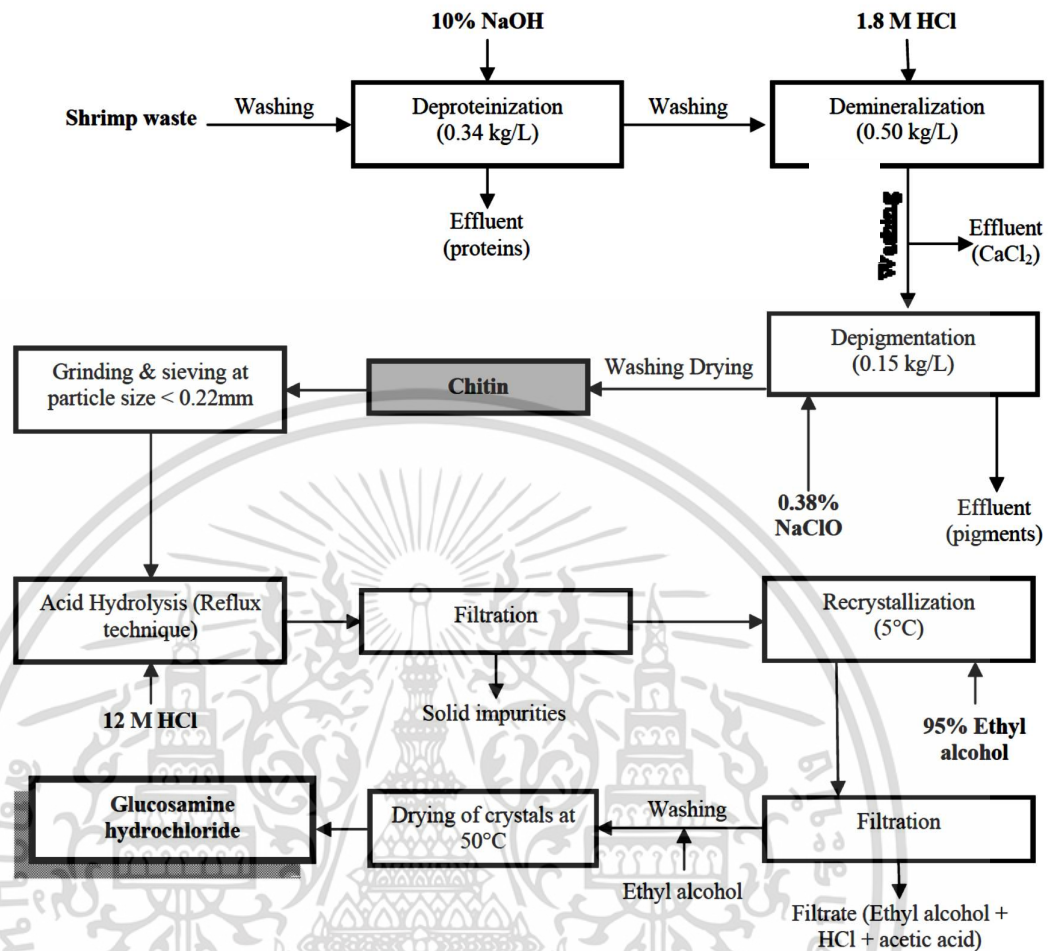 10% NaOH
1.8 M HCl
Shrimp waste
Washing
Deproteinization
(0.34 kg/L)
Washing
Demineralization
(0.50 kg/L)
Effluent
(proteins)
Washing
Effluent
(CaCl₂)
Depigmentation
(0.15 kg/L)
Washing Drying
Chitin
Grinding & sieving at
particle size < 0.22mm
0.38%
NaClO
Effluent
(pigments)
Acid Hydrolysis (Reflux
technique)
Filtration
Recrystallization
(5°C)
12 M HCl
Solid impurities
95% Ethyl
alcohol
Glucosamine
hydrochloride
Drying of crystals at
50°C
Washing
Filtration
Ethyl alcohol
Filtrate (Ethyl alcohol +
HCl + acetic acid)